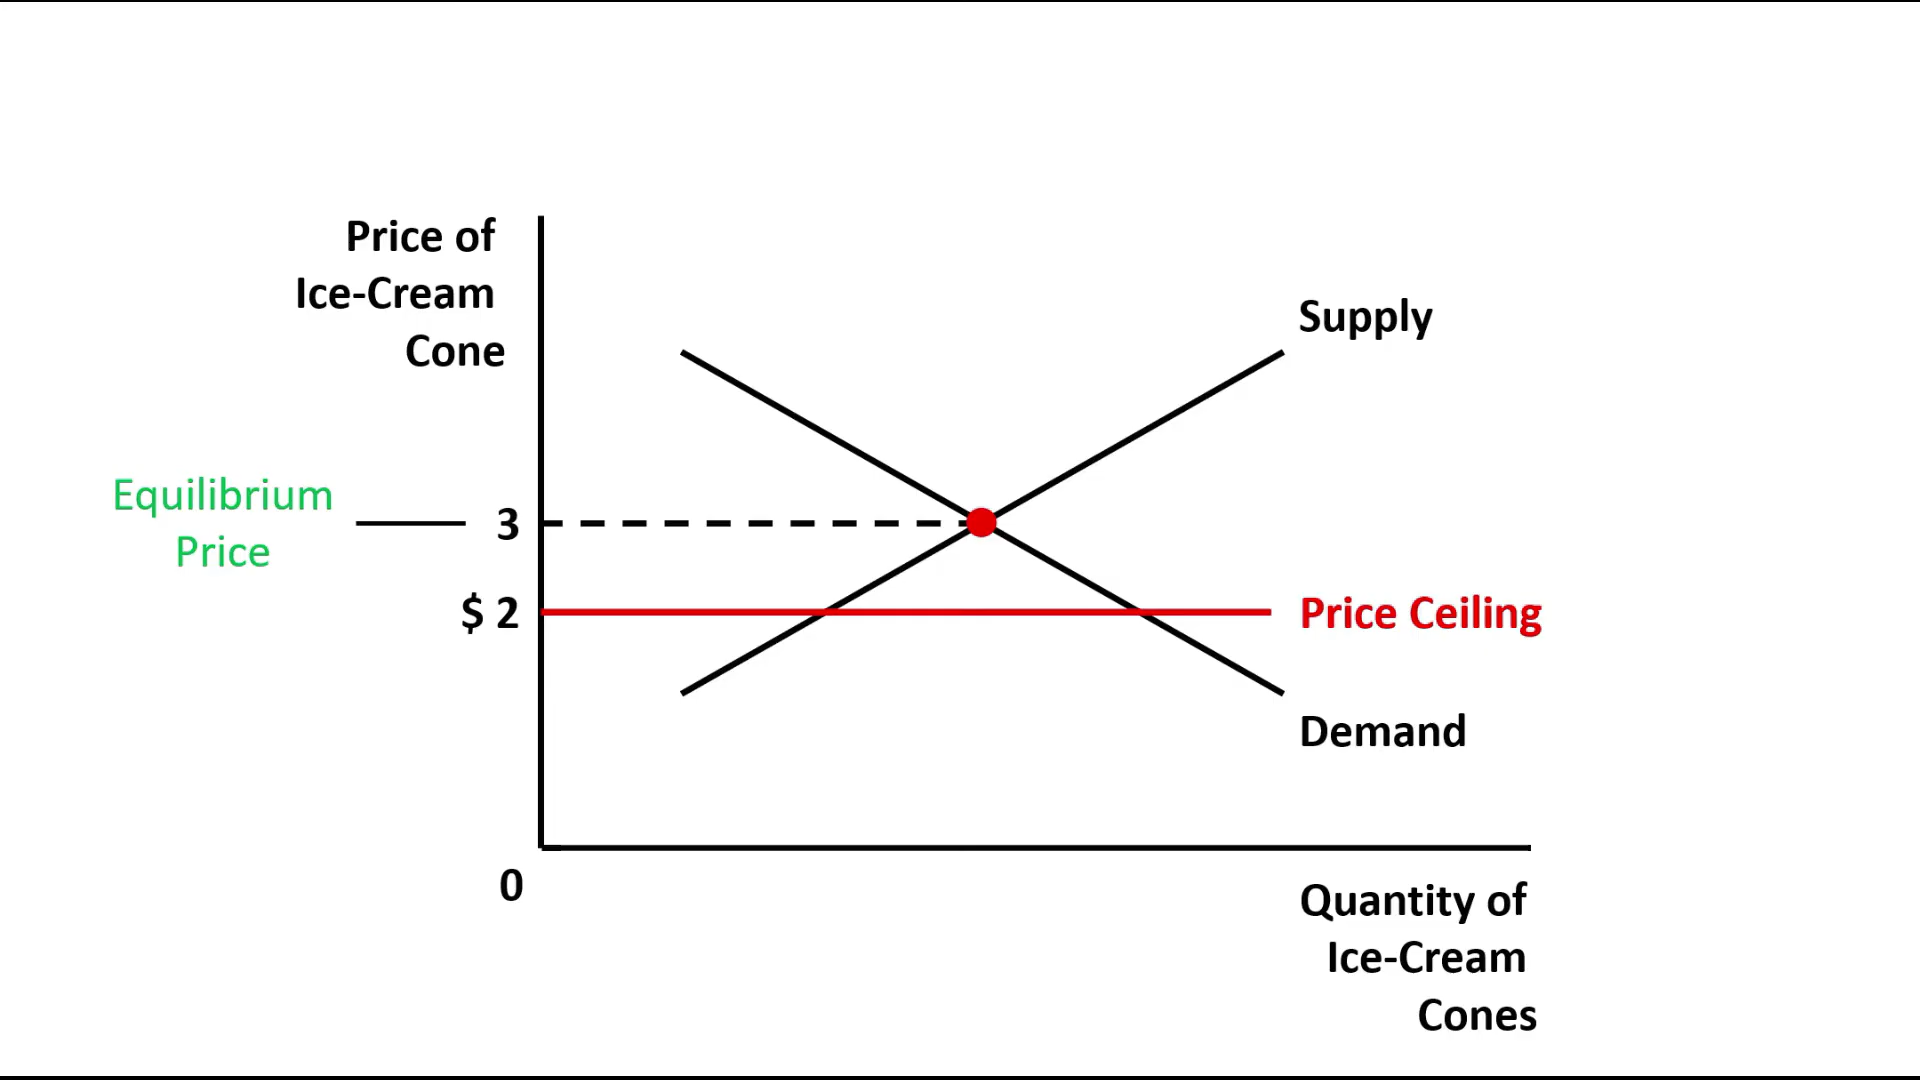 Price of
Ice-Cream
Cone
Supply
Equilibrium
Price
3
$ 2
Price Ceiling
Demand
0
Quantity of
Ice-Cream
Cones